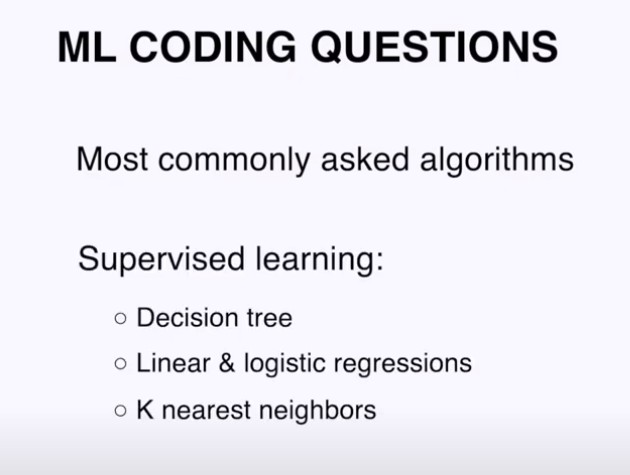 ML CODING QUESTIONS
Most commonly asked algorithms
Supervised learning:
○ Decision tree
○ Linear & logistic regressions
○ K nearest neighbors